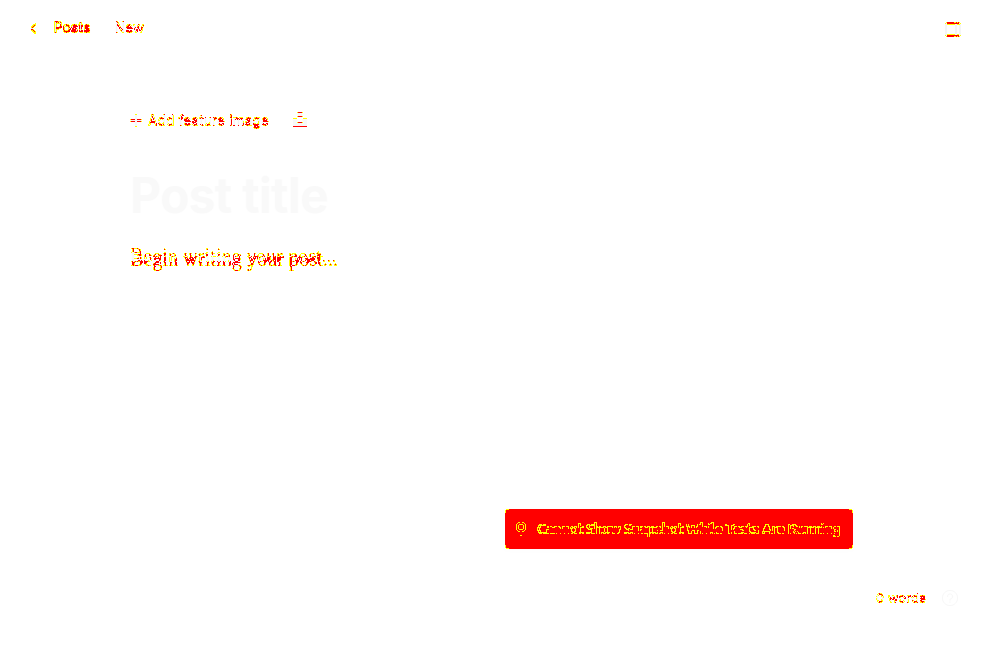 Posts New
+ Add feature image
Post title
Begin writing your post...
Cannot Show Snapshot While Tests Are Running
0 words